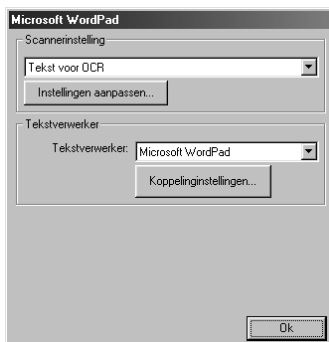 Microsoft WordPad
Scannerinstelling
Tekst voor OCR
Instellingen aanpassen...
Tekstverwerker
Tekstverwerker: Microsoft WordPad
Koppelinginstellingen...
Ok